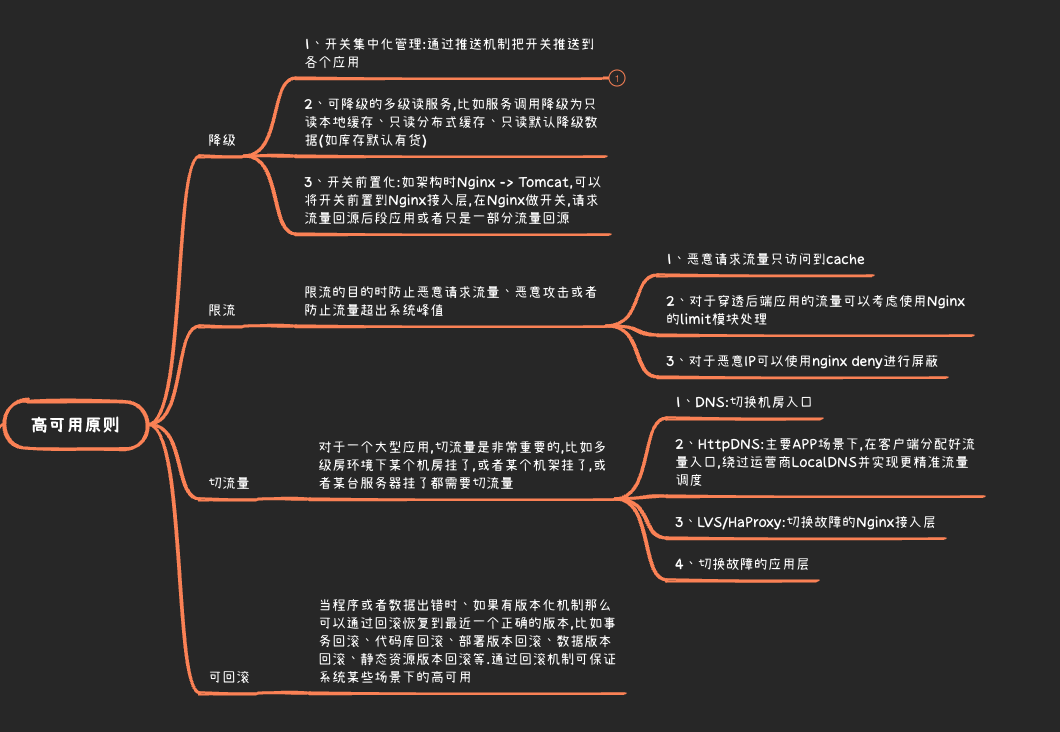 高可用原则
降级
1、开关集中化管理:通过推送机制把开关推送到
各个应用
1
2、可降级的多级读服务,比如服务调用降级为只
读本地缓存、只读分布式缓存、只读默认降级数
据(如库存默认有货)
3、开关前置化:如架构时Nginx -> Tomcat,可以
将开关前置到Nginx接入层,在Nginx做开关,请求
流量回源后段应用或者只是一部分流量回源
限流
限流的目的时防止恶意请求流量、恶意攻击或者
防止流量超出系统峰值
1、恶意请求流量只访问到cache
2、对于穿透后端应用的流量可以考虑使用Nginx
的limit模块处理
3、对于恶意IP可以使用nginx deny进行屏蔽
切流量
对于一个大型应用,切流量是非常重要的,比如多
级房环境下某个机房挂了,或者某个机架挂了,或
者某台服务器挂了都需要切流量
1、DNS:切换机房入口
2、HttpDNS:主要APP场景下,在客户端分配好流
量入口,绕过运营商LocalDNS并实现更精准流量
调度
3、LVS/HaProxy:切换故障的Nginx接入层
4、切换故障的应用层
可回滚
当程序或者数据出错时、如果有版本化机制那么
可以通过回滚恢复到最近一个正确的版本,比如事
务回滚、代码库回滚、部署版本回滚、数据版本
回滚、静态资源版本回滚等.通过回滚机制可保证
系统某些场景下的高可用